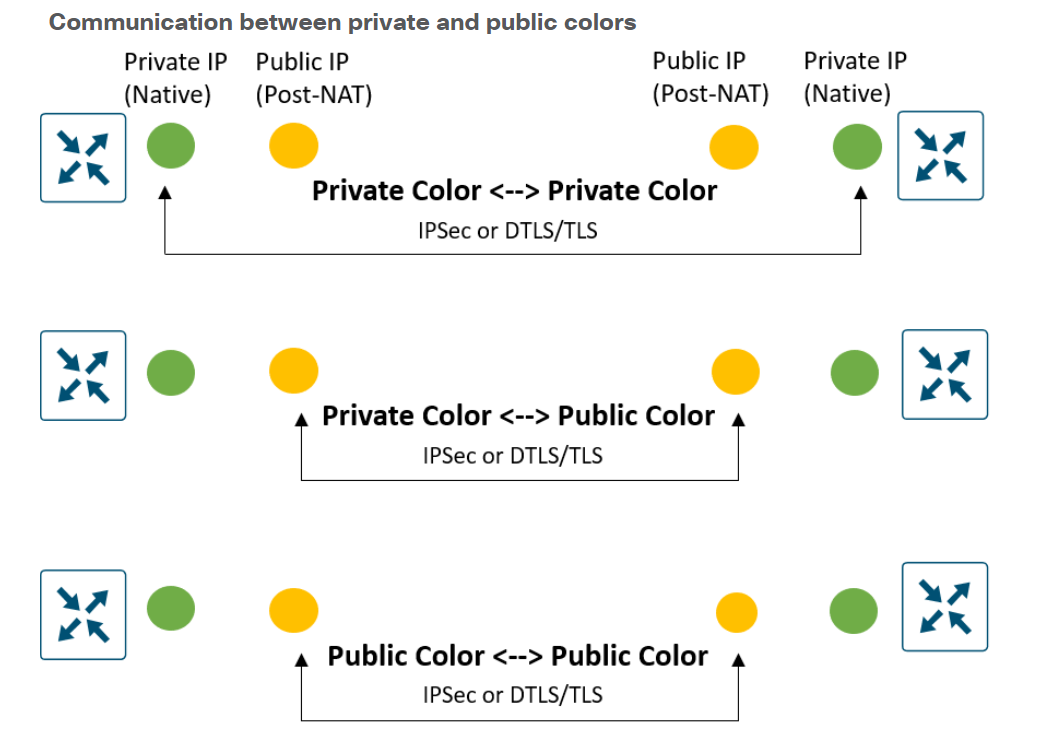 Communication between private and public colors
Private IP
(Native)
Public IP
(Post-NAT)
Public IP
(Post-NAT)
Private IP
(Native)
Private Color <--> Private Color
IPSec or DTLS/TLS
Private Color <--> Public Color
IPSec or DTLS/TLS
Public Color <--> Public Color
IPSec or DTLS/TLS